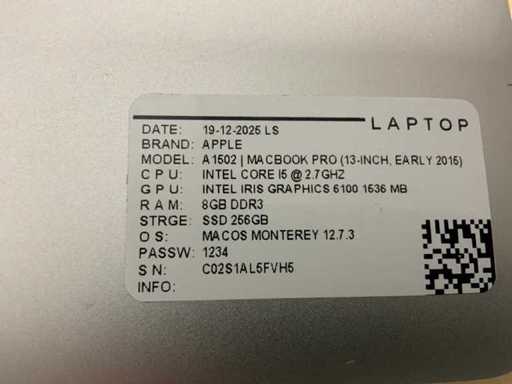 LAPTOP
DATE: 19-12-2025 LS
BRAND: APPLE
MODEL: A1502 | MACBOOK PRO (13-INCH, EARLY 2015)
CPU: INTEL CORE I5 @ 2.7GHZ
GPU: INTEL IRIS GRAPHICS 6100 1536 MB
RAM: 8GB DDR3
STRGE: SSD 256GB
OS: MACOS MONTEREY 12.7.3
PASSW: 1234
SN: C02S1AL5FVH5
INFO: